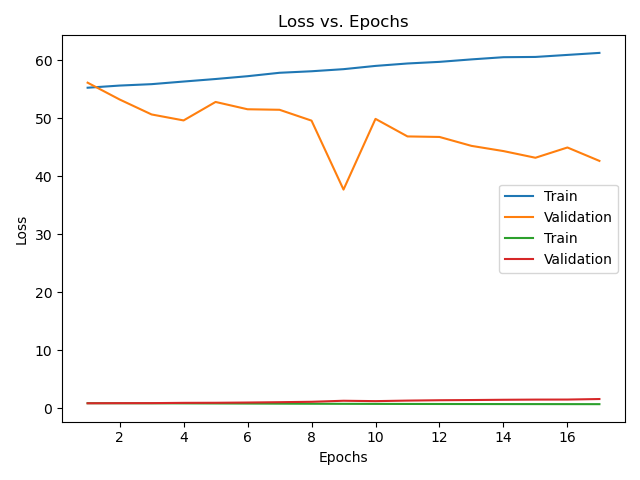 Loss vs. Epochs
60
50
40
30
20
10
0
Loss
Train
Validation
Train
Validation
2 4 6 8 10 12 14 16
Epochs